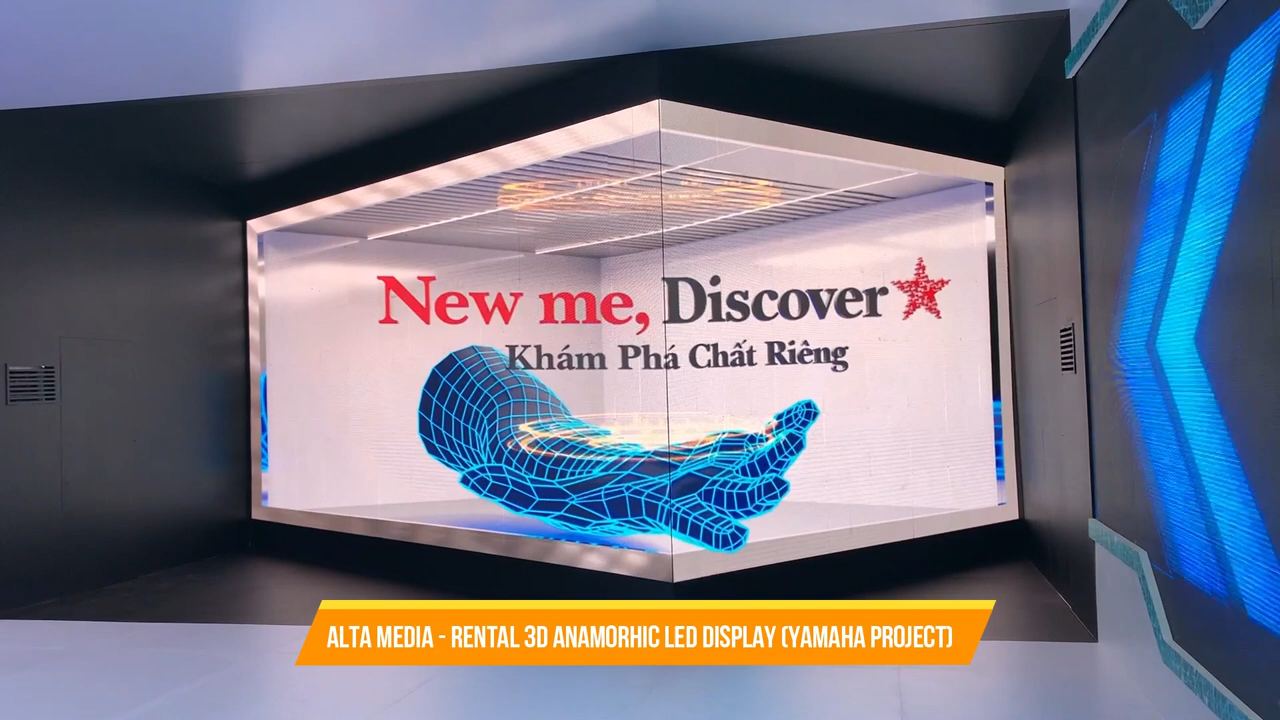 New me, Discover
Khám Phá Chất Riêng
ALTA MEDIA - RENTAL 3D ANAMORHIC LED DISPLAY (YAMAHA PROJECT)